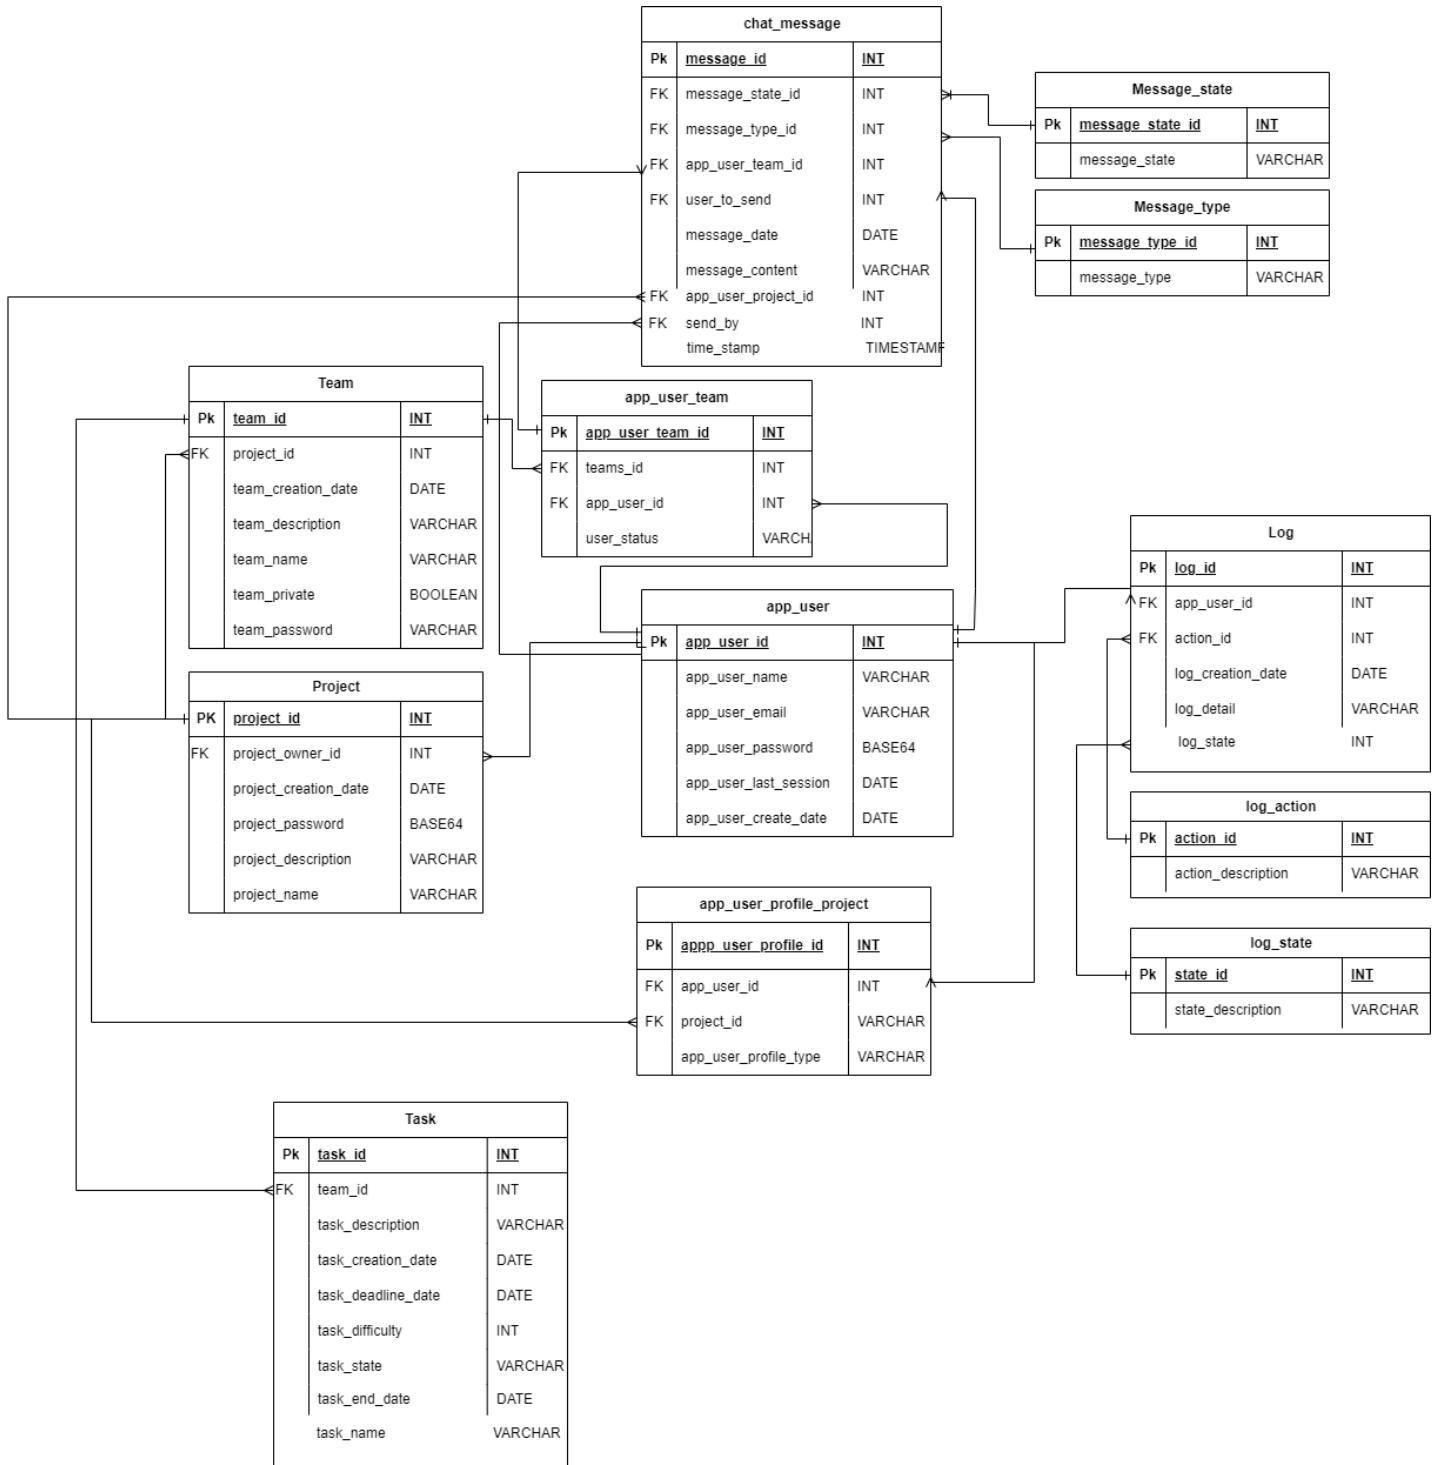 chat_message
Pk message_id INT
FK message_state_id INT
FK message_type_id INT
FK app_user_team_id INT
FK user_to_send INT
message_date DATE
message_content VARCHAR
FK app_user_project_id INT
FK send_by INT
time_stamp TIMESTAMP
Message_state
Pk message_state_id INT
message_state VARCHAR
Message_type
Pk message_type_id INT
message_type VARCHAR
Team
Pk team_id INT
FK project_id INT
team_creation_date DATE
team_description VARCHAR
team_name VARCHAR
team_private BOOLEAN
team_password VARCHAR
app_user_team
Pk app_user_team_id INT
FK teams_id INT
FK app_user_id INT
user_status VARCH
Log
Pk log_id INT
FK app_user_id INT
FK action_id INT
log_creation_date DATE
log_detail VARCHAR
log_state INT
app_user
Pk app_user_id INT
app_user_name VARCHAR
app_user_email VARCHAR
app_user_password BASE64
app_user_last_session DATE
app_user_create_date DATE
Project
PK project_id INT
FK project_owner_id INT
project_creation_date DATE
project_password BASE64
project_description VARCHAR
project_name VARCHAR
log_action
Pk action_id INT
action_description VARCHAR
app_user_profile_project
Pk appp_user_profile_id INT
FK app_user_id INT
FK project_id VARCHAR
app_user_profile_type VARCHAR
log_state
Pk state_id INT
state_description VARCHAR
Task
Pk task_id INT
FK team_id INT
task_description VARCHAR
task_creation_date DATE
task_deadline_date DATE
task_difficulty INT
task_state VARCHAR
task_end_date DATE
task_name VARCHAR